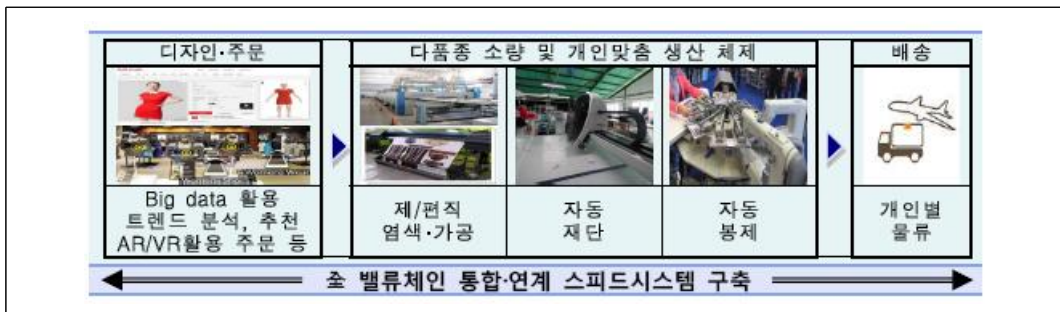 디자인·주문
다품종 소량 및 개인맞춤 생산 체제
배송
Big data 활용
트렌드 분석, 추천
AR/VR활용 주문 등
제/편직
염색·가공
자동
재단
자동
봉제
개인별
물류
全 밸류체인 통합·연계 스피드시스템 구축